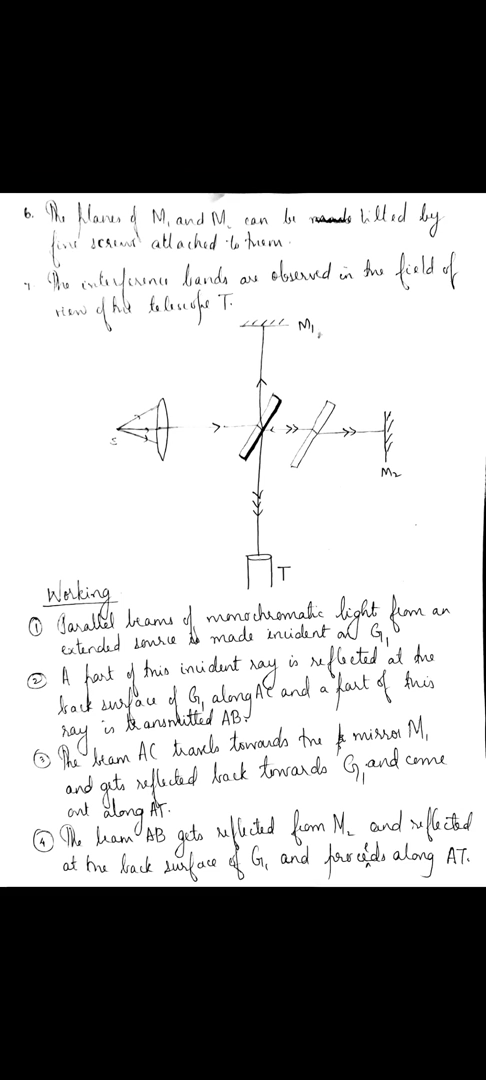 6. The planes of M1 and M2 can be tilted by
fine screws attached to them.
7. The interference bands are observed in the field of
view of the telescope T.
M1
S
M2
T
Working
① Parallel beams of monochromatic light from an
extended source is made incident on G1
② A part of this incident ray is reflected at the
back surface of G1 along AC and a part of this
ray is transmitted AB.
③ The beam AC travels towards the mirror M1
and gets reflected back towards G1 and come
out along AT.
④ The beam AB gets reflected from M2 and reflected
at the back surface of G1 and proceeds along AT.